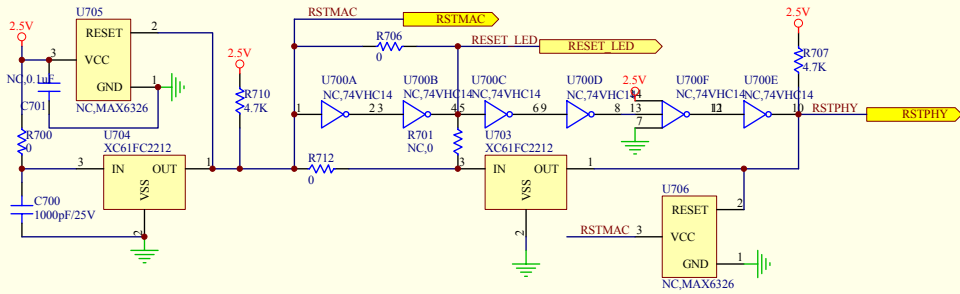 U705
2.5V
RESET
2
3
VCC
GND
1
NC,0.1uF
C701
NC,MAX6326
R700
0
U704
XC61FC2212
3
IN
OUT
1
VSS
2
C700
1000pF/25V
2.5V
R710
4.7K
RSTMAC
RSTMAC
R706
0
RESET_LED
RESET_LED
U700A
NC,74VHC14
1
2
U700B
NC,74VHC14
3
4
U700C
NC,74VHC14
5
6
U700D
NC,74VHC14
9
8
2.5V
14
13
7
U700F
NC,74VHC14
12
U700E
NC,74VHC14
11
10
2.5V
R707
4.7K
RSTPHY
RSTPHY
R701
NC,0
R712
0
U703
XC61FC2212
3
IN
OUT
1
VSS
2
RSTMAC
3
U706
RESET
2
VCC
GND
1
NC,MAX6326